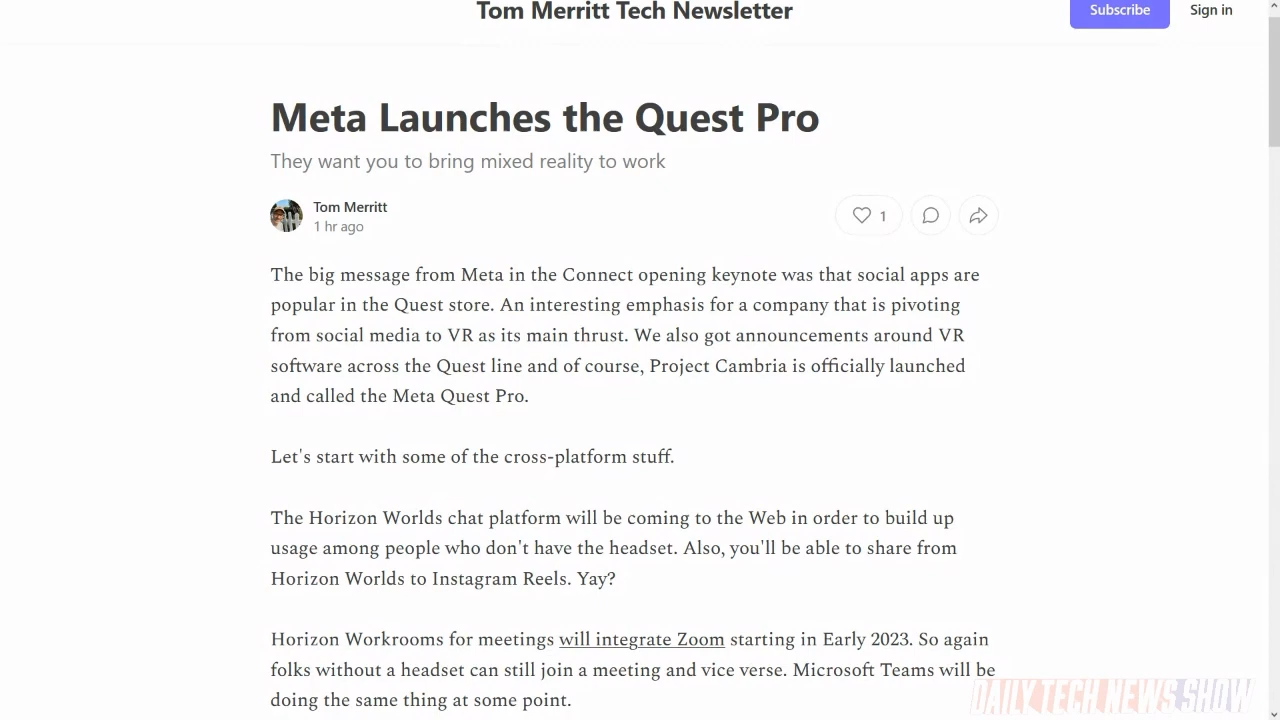 Tom Merritt Tech Newsletter
Subscribe
Sign in
Meta Launches the Quest Pro
They want you to bring mixed reality to work
Tom Merritt
1 hr ago
1
The big message from Meta in the Connect opening keynote was that social apps are
popular in the Quest store. An interesting emphasis for a company that is pivoting
from social media to VR as its main thrust. We also got announcements around VR
software across the Quest line and of course, Project Cambria is officially launched
and called the Meta Quest Pro.
Let's start with some of the cross-platform stuff.
The Horizon Worlds chat platform will be coming to the Web in order to build up
usage among people who don't have the headset. Also, you'll be able to share from
Horizon Worlds to Instagram Reels. Yay?
Horizon Workrooms for meetings will integrate Zoom starting in Early 2023. So again
folks without a headset can still join a meeting and vice verse. Microsoft Teams will be
doing the same thing at some point.
DAILY TECH NEWS SHOW